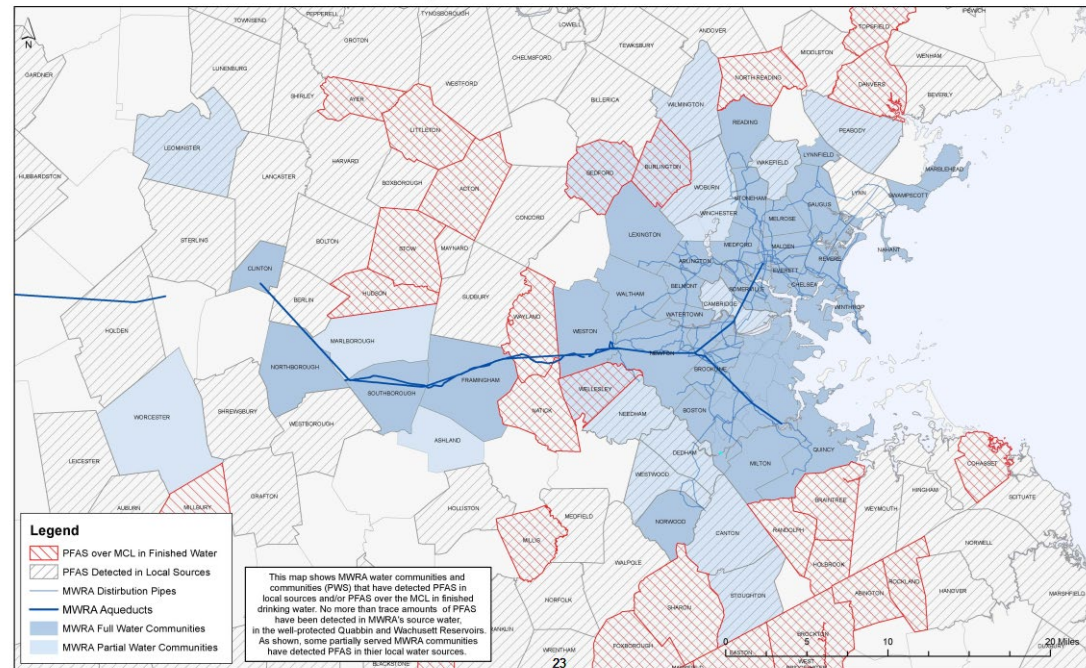 PEPPERELL
TYNGSBOROUGH
LOWELL
ANDOVER
TOPSFIELD
IPSWICH
TOWNSEND
GROTON
TEWKSBURY
MIDDLETON
WENHAM
N
GARDNER
LUNENBURG
SHIRLEY
WESTFORD
CHELMSFORD
BILLERICA
NORTH READING
DANVERS
BEVERLY
AYER
WILMINGTON
LITTLETON
READING
PEABODY
LEOMINSTER
HARVARD
BURLINGTON
LYNNFIELD
HUBBARDSTON
LANCASTER
BOXBOROUGH
BEDFORD
WAKEFIELD
MARBLEHEAD
ACTON
WOBURN
LYNN
SWAMPSCOTT
STONEHAM
SAUGUS
CONCORD
WINCHESTER
MELROSE
STERLING
BOLTON
STOW
MAYNARD
LEXINGTON
MEDFORD
MALDEN
NAHANT
ARLINGTON
REVERE
CLINTON
EVERETT
BERLIN
HUDSON
SUDBURY
BELMONT
SOMERVILLE
CHELSEA
HOLDEN
WALTHAM
CAMBRIDGE
WINTHROP
WAYLAND
WATERTOWN
MARLBOROUGH
WESTON
NORTHBOROUGH
NEWTON
FRAMINGHAM
BROOKLINE
WELLESLEY
SOUTHBOROUGH
NATICK
BOSTON
WORCESTER
SHREWSBURY
WESTBOROUGH
NEEDHAM
ASHLAND
DEDHAM
QUINCY
LEICESTER
WESTWOOD
MILTON
COHASSET
GRAFTON
HINGHAM
SCITUATE
AUBURN
MILLBURY
BRAINTREE
HOLLISTON
MEDFIELD
NORWOOD
RANDOLPH
WEYMOUTH
MILLIS
CANTON
NORWELL
WALPOLE
HOLBROOK
ROCKLAND
STOUGHTON
ABINGTON
HANOVER
NORFOLK
SHARON
MARSHFIELD
BROCKTON
WRENTHAM
FOXBOROUGH
EASTON
WEST
BRIDGEWATER
DUXBURY
BLACKSTONE
Legend
PFAS over MCL in Finished Water
PFAS Detected in Local Sources
MWRA Distirbution Pipes
MWRA Aqueducts
MWRA Full Water Communities
MWRA Partial Water Communities
This map shows MWRA water communities and
communities (PWS) that have detected PFAS in
local sources and/or PFAS over the MCL in finished
drinking water. No more than trace amounts of PFAS
have been detected in MWRA's source water,
in the well-protected Quabbin and Wachusett Reservoirs.
As shown, some partially served MWRA communities
have detected PFAS in thier local water sources.
0 5 10 20 Miles
23